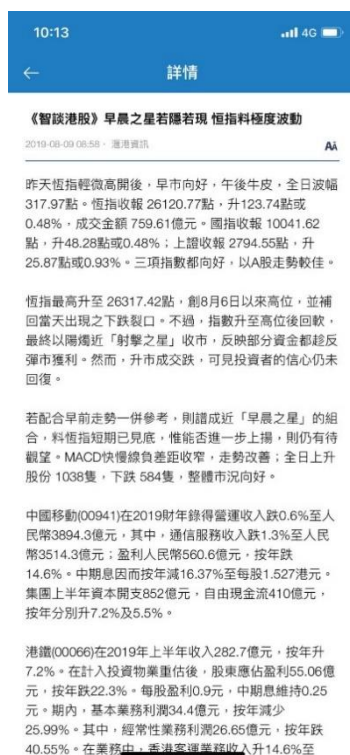 10:13
4G
詳情
《智談港股》早晨之星若隱若現 恒指料極度波動
2019-08-09 08:58· 滙港資訊
AA
昨天恆指輕微高開後，早市向好，午後牛皮，全日波幅
317.97點。恆指收報 26120.77點，升123.74點或
0.48%，成交金額 759.61億元。國指收報 10041.62
點，升48.28點或0.48%；上證收報 2794.55點，升
25.87點或0.93%。三項指數都向好，以A股走勢較佳。
恆指最高升至 26317.42點，創8月6日以來高位，並補
回當天出現之下跌裂口。不過，指數升至高位後回軟，
最終以陽燭近「射擊之星」收市，反映部分資金都趁反
彈市獲利。然而，升市成交跌，可見投資者的信心仍未
回復。
若配合早前走勢一併參考，則譜成近「早晨之星」的組
合，料恆指短期已見底，惟能否進一步上揚，則仍有待
觀望。MACD快慢線負差距收窄，走勢改善；全日上升
股份 1038隻，下跌 584隻，整體市況向好。
中國移動(00941)在2019財年錄得營運收入跌0.6%至人
民幣3894.3億元，其中，通信服務收入跌1.3%至人民
幣3514.3億元；盈利人民幣560.6億元，按年跌
14.6%。中期息因而按年減16.37%至每股1.527港元。
集團上半年資本開支852億元，自由現金流410億元，
按年分別升7.2%及5.5%。
港鐵(00066)在2019年上半年收入282.7億元，按年升
7.2%。在計入投資物業重估後，股東應佔盈利55.06億
元，按年跌22.3%。每股盈利0.9元，中期息維持0.25
元。期內，基本業務利潤34.4億元，按年減少
25.99%。其中，經常性業務利潤26.65億元，按年跌
40.55%。在業務中，香港客運業務收入升14.6%至